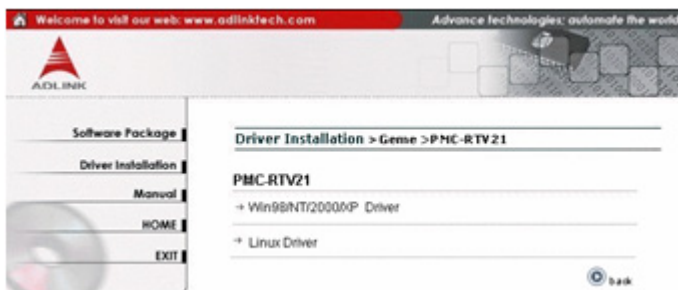 Welcome to visit our web: www.adlinktech.com
Advance technologies; automate the world
ADLINK
Software Package
Driver Installation
Manual
HOME
EXIT
Driver Installation > Geme >PMC-RTV21
PMC-RTV21
→ Win98/NT/2000/XP Driver
→ Linux Driver
back